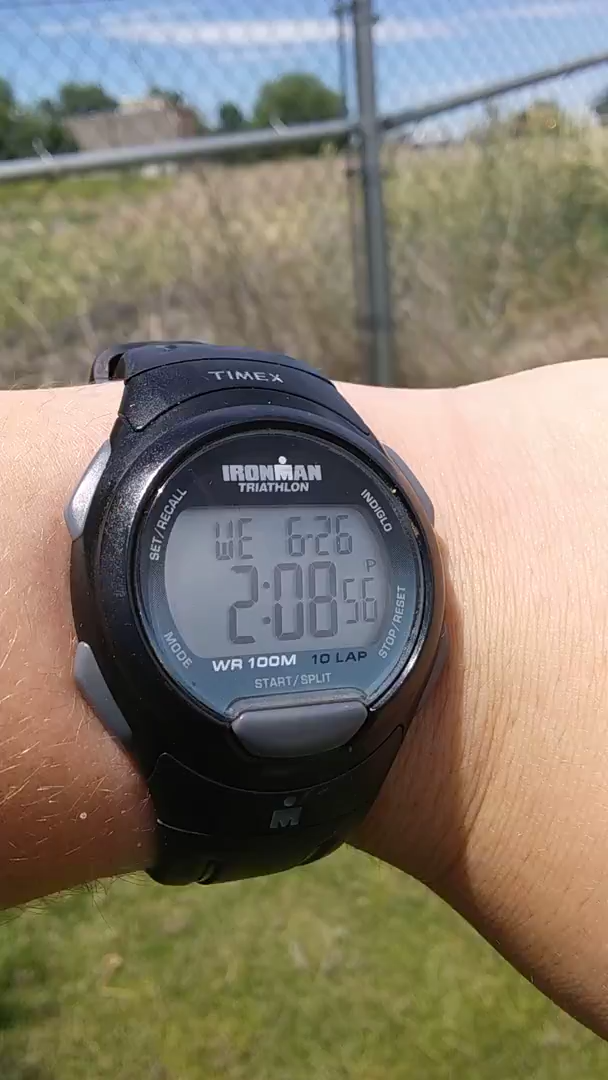 TIMEX
IRONMAN
TRIATHLON
SET/RECALL
INDIGLO
WE 6-26
P
2:08 56
MODE
STOP/RESET
WR 100M 10 LAP
START/SPLIT
M